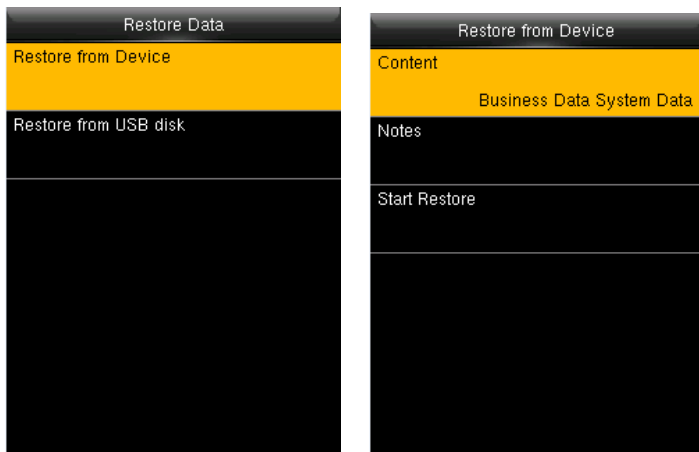 Restore Data
Restore from Device
Restore from USB disk
Restore from Device
Content
Business Data System Data
Notes
Start Restore